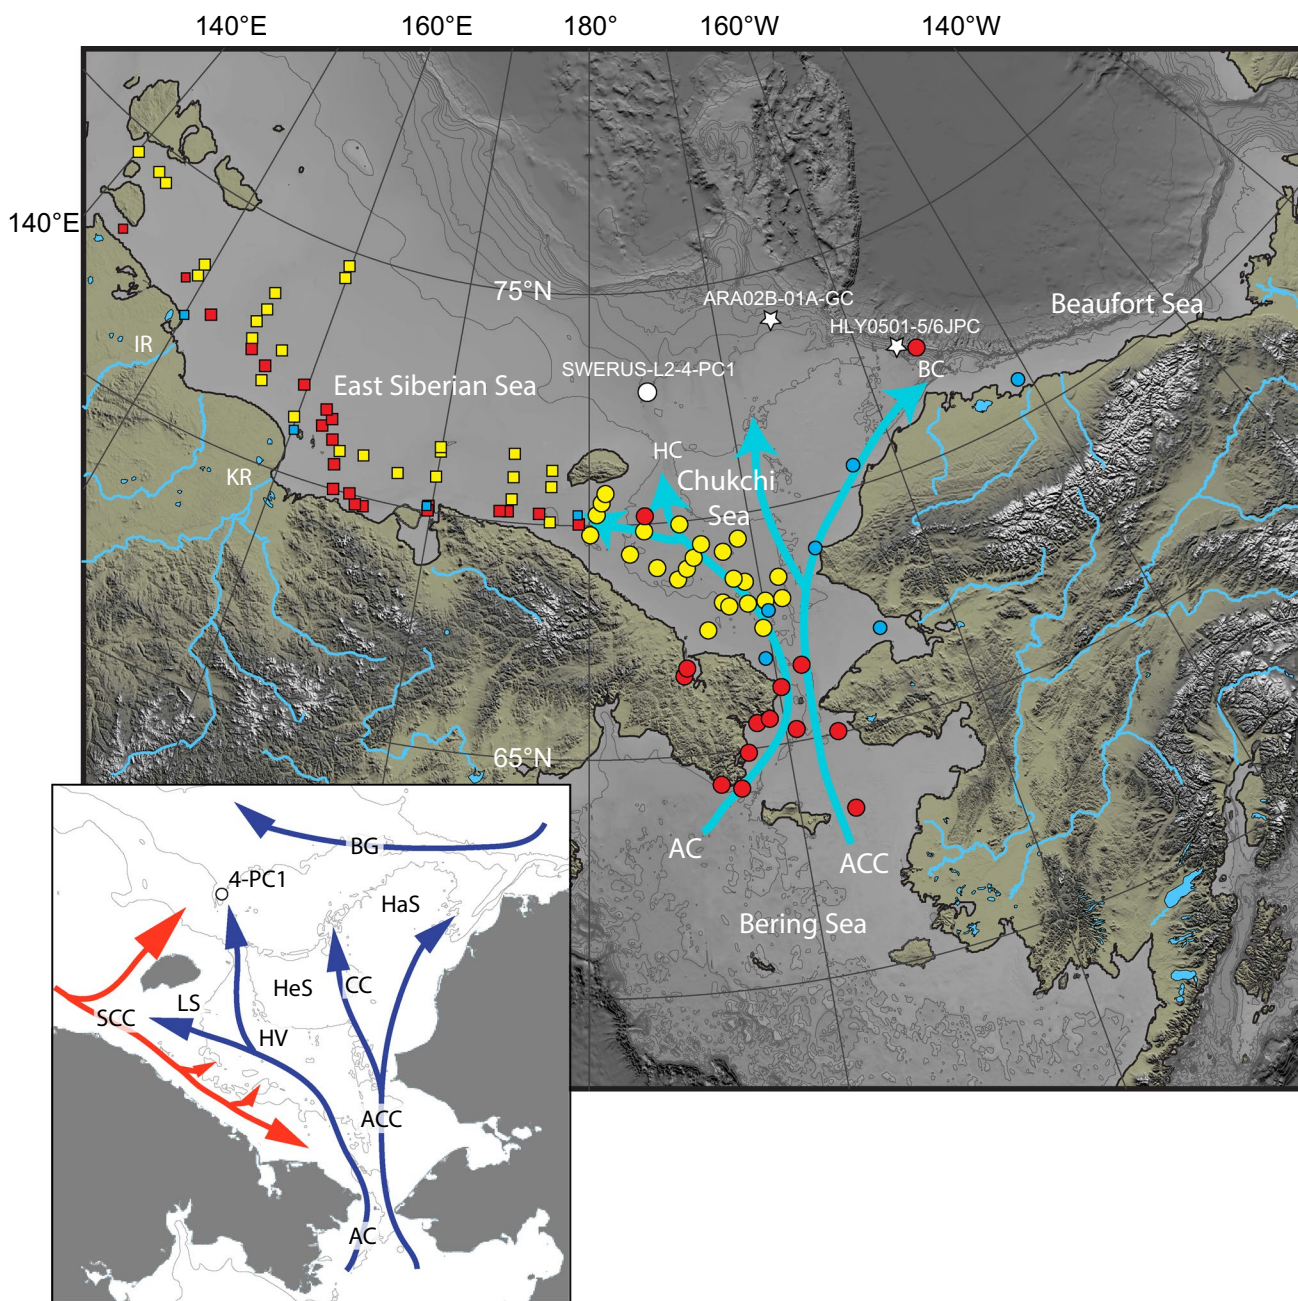 140°E
160°E
180°
160°W
140°W
140°E
75°N
ARA02B-01A-GC
Beaufort Sea
HLY0501-5/6JPC
IR
SWERUS-L2-4-PC1
BC
East Siberian Sea
HC
KR
Chukchi
Sea
65°N
AC
ACC
Bering Sea
BG
4-PC1
HaS
HeS
CC
LS
SCC
HV
ACC
AC